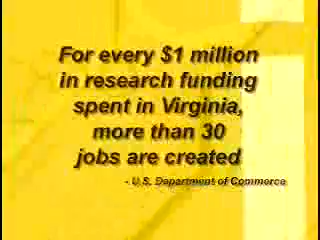 For every $1 million
in research funding
spent in Virginia,
more than 30
jobs are created
- U.S. Department of Commerce